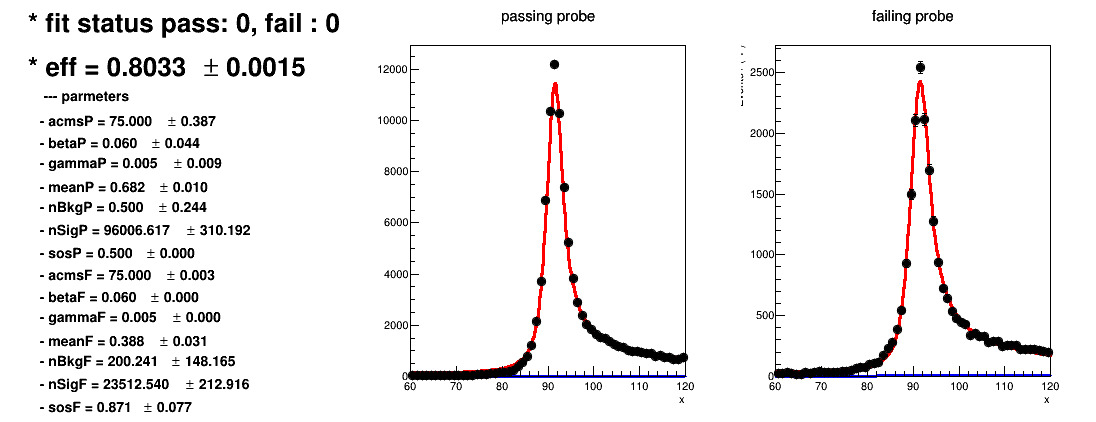 * fit status pass: 0, fail : 0
* eff = 0.8033 ± 0.0015
--- parmeters
- acmsP = 75.000 ± 0.387
- betaP = 0.060 ± 0.044
- gammaP = 0.005 ± 0.009
- meanP = 0.682 ± 0.010
- nBkgP = 0.500 ± 0.244
- nSigP = 96006.617 ± 310.192
- sosP = 0.500 ± 0.000
- acmsF = 75.000 ± 0.003
- betaF = 0.060 ± 0.000
- gammaF = 0.005 ± 0.000
- meanF = 0.388 ± 0.031
- nBkgF = 200.241 ± 148.165
- nSigF = 23512.540 ± 212.916
- sosF = 0.871 ± 0.077
passing probe
12000
10000
8000
6000
4000
2000
0
60 70 80 90 100 110 120
x
failing probe
2500
2000
1500
1000
500
0
60 70 80 90 100 110 120
x